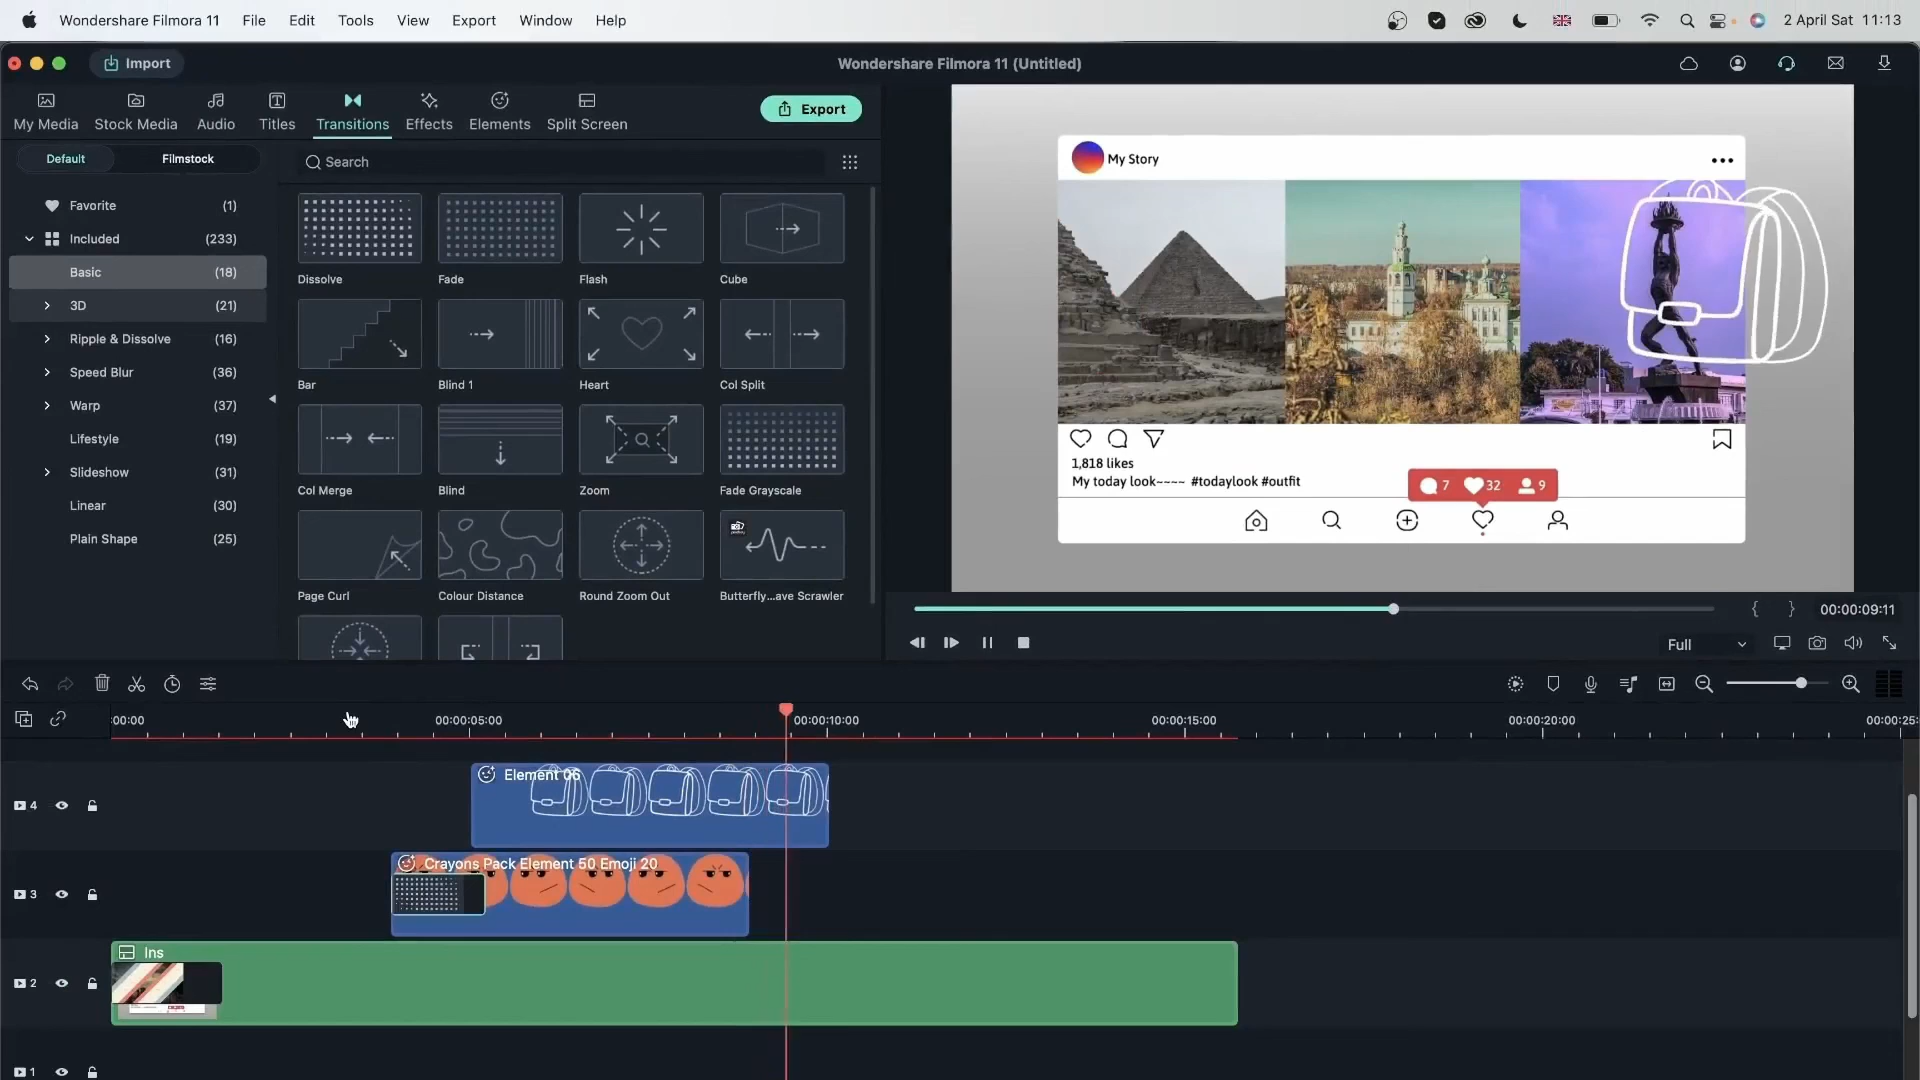 Wondershare Filmora 11 File Edit Tools View Export Window Help 2 April Sat 11:13
Import Wondershare Filmora 11 (Untitled)
My Media Stock Media Audio Titles Transitions Effects Elements Split Screen Export
Default Filmstock Search
Favorite (1)
Included (233)
Basic (18)
3D (21)
Ripple & Dissolve (16)
Speed Blur (36)
Warp (37)
Lifestyle (19)
Slideshow (31)
Linear (30)
Plain Shape (25)
Dissolve Fade Flash Cube
Bar Blind 1 Heart Col Split
Col Merge Blind Zoom Fade Grayscale
Page Curl Colour Distance Round Zoom Out Butterfly...ave Scrawler
My Story
1,818 likes
My today look~~~~ #todaylook #outfit
7 32 9
00:00:09:11
Full
:00:00 00:00:05:00 00:00:10:00 00:00:15:00 00:00:20:00 00:00:25:
4 Element 06
3 Crayons Pack Element 50 Emoji 20
Ins
2
1